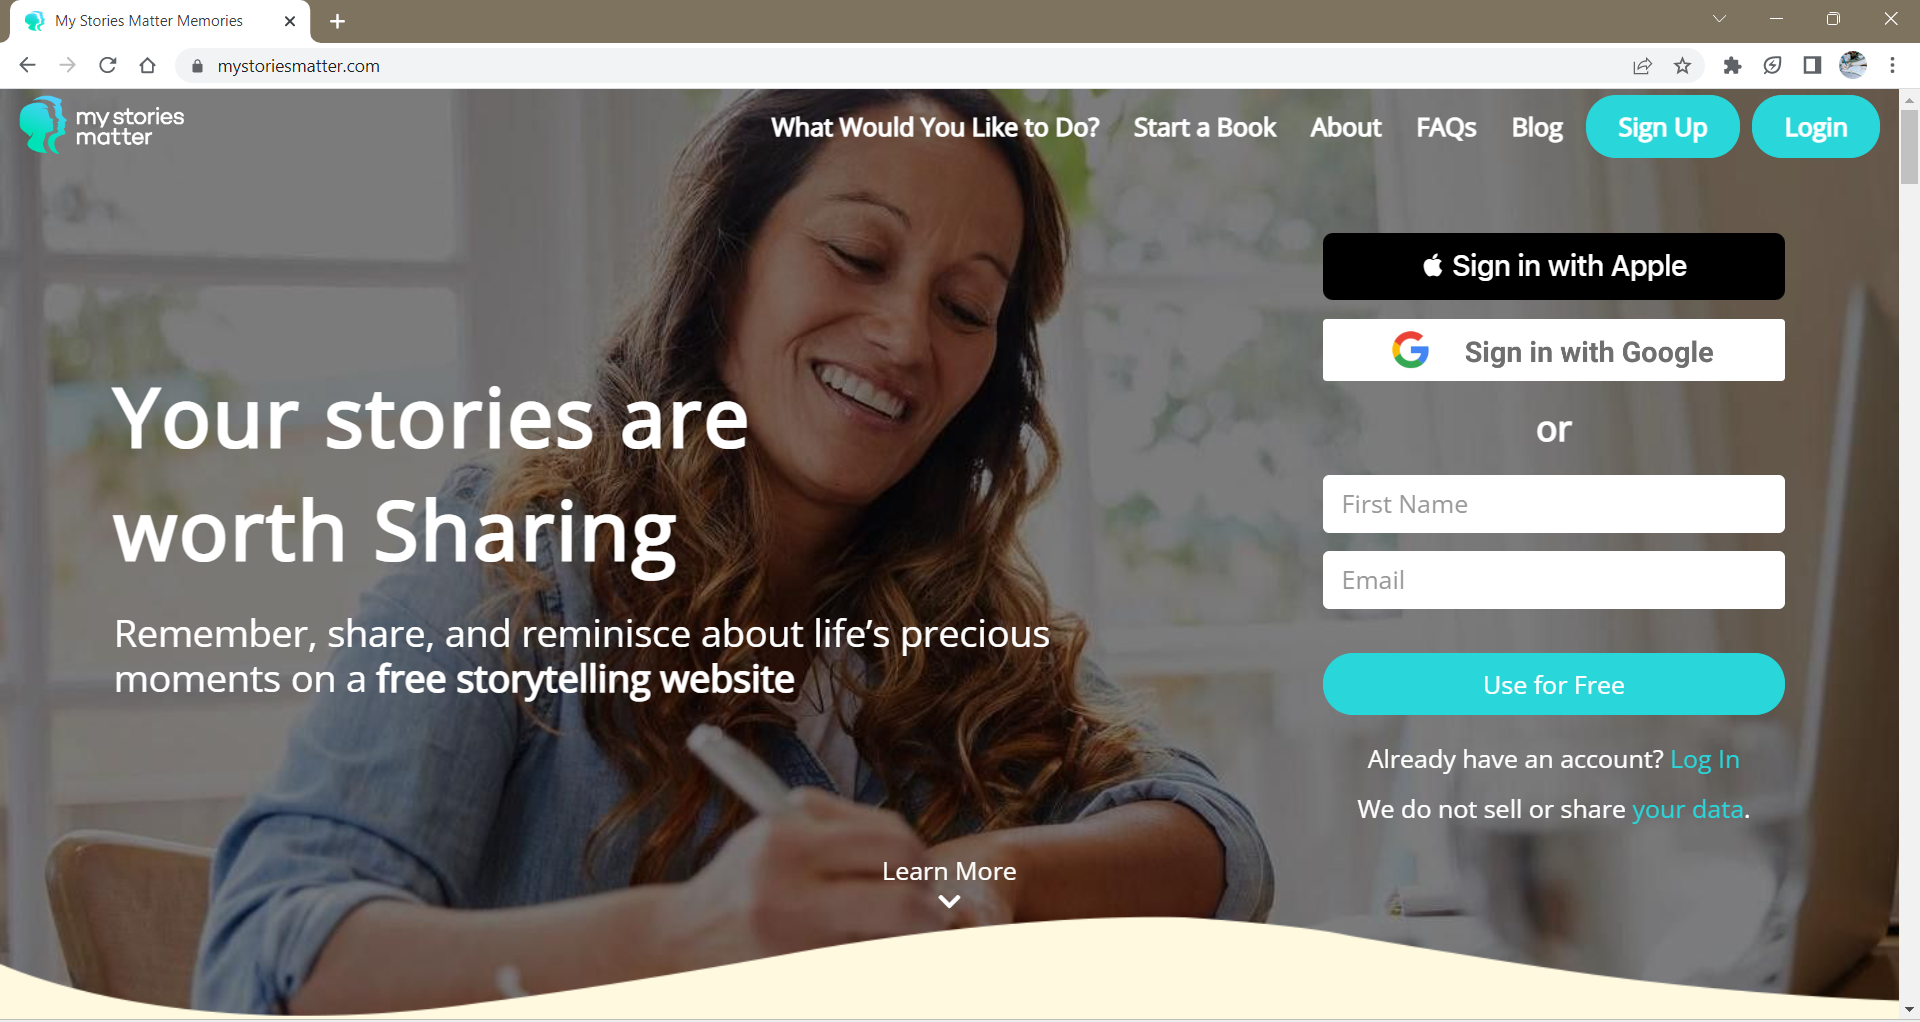 My Stories Matter Memories
mystoriesmatter.com
my stories
matter
What Would You Like to Do? Start a Book About FAQs Blog Sign Up Login
Sign in with Apple
Sign in with Google
or
First Name
Email
Use for Free
Already have an account? Log In
We do not sell or share your data.
Your stories are
worth Sharing
Remember, share, and reminisce about life’s precious
moments on a free storytelling website
Learn More